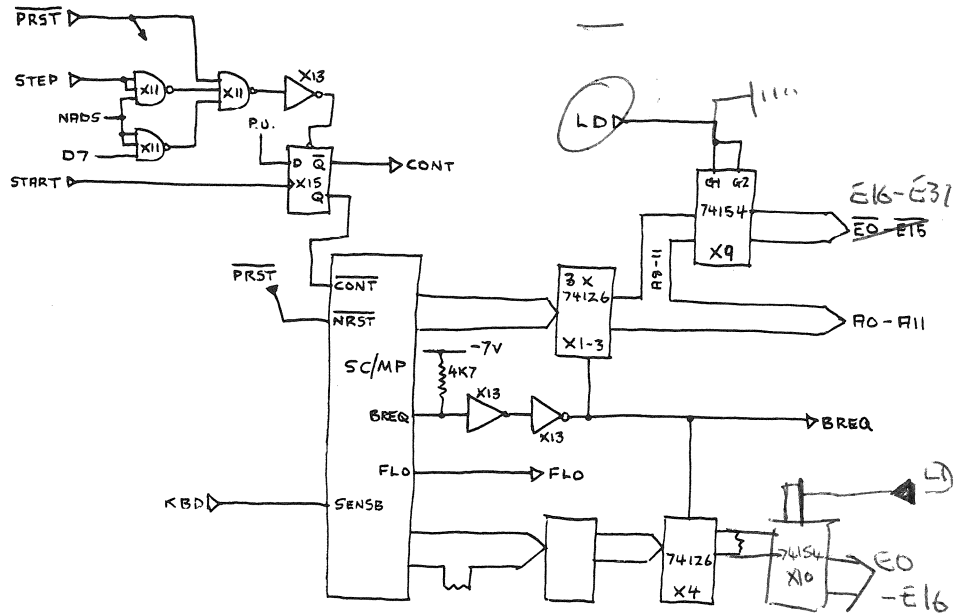 PRST
STEP
X11
X11
X13
NADS
P.U.
D7
X11
START
D Q
X15
Q
CONT
LD
G1 G2
74154
X9
E16-E31
E0-E15
A8-11
PRST
CONT
NRST
SC/MP
3X
74126
X1-3
A0-A11
-7V
4K7
BREQ
X13
X13
BREQ
FLO
FLO
KBD
SENSB
74126
X4
LD
74154
X10
E0
-E16